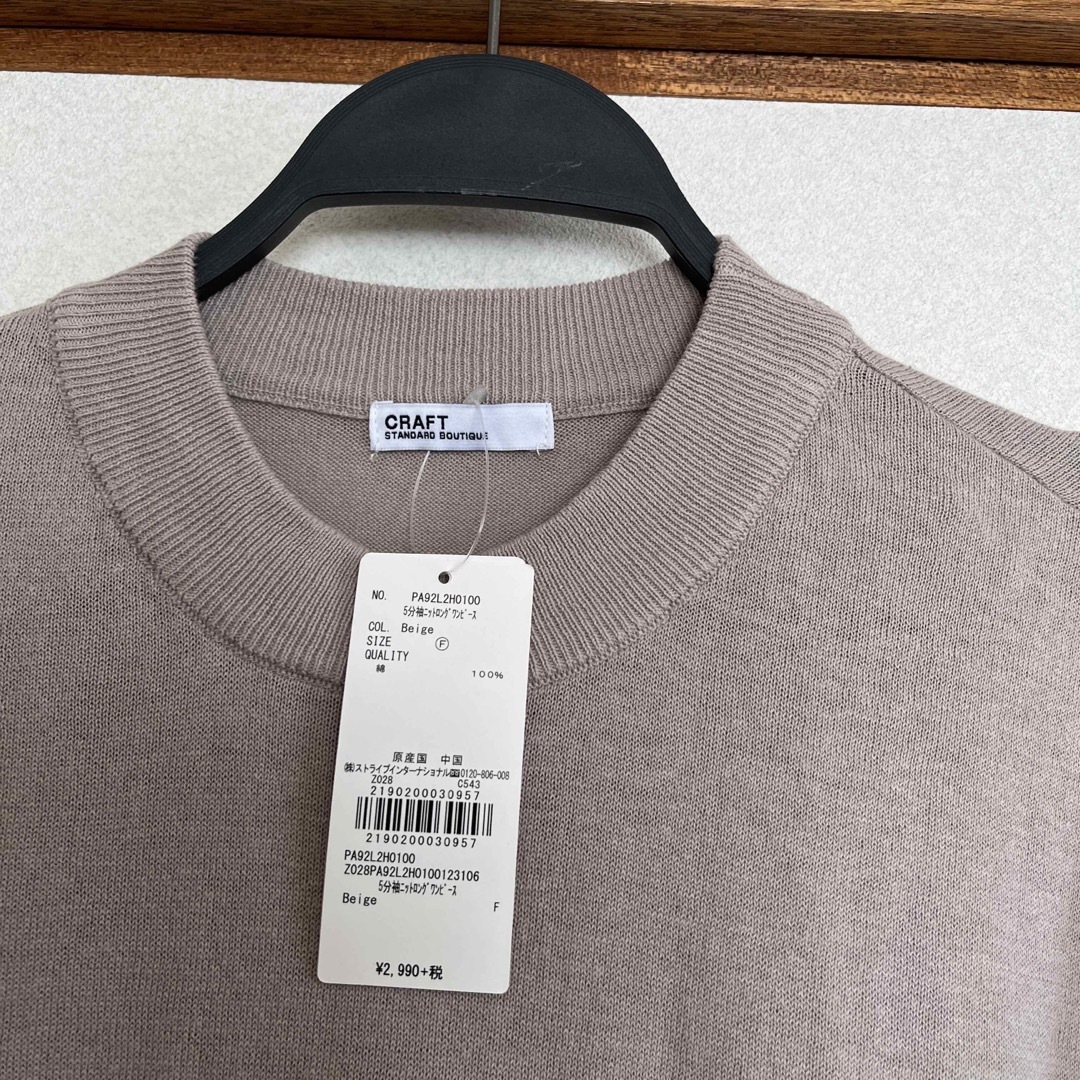 CRAFT
STANDARD BOUTIQUE
NO. PA92L2H0100
5分袖ﾆｯﾄﾛﾝｸﾞﾜﾝﾋﾟｰｽ
COL. Beige
SIZE Ⓕ
QUALITY
綿 100%
原産国 中国
㈱ストライプインターナショナル 0120-806-008
Z028 C543
2190200030957
2190200030957
PA92L2H0100
Z028PA92L2H0100123106
5分袖ﾆｯﾄﾛﾝｸﾞﾜﾝﾋﾟｰｽ
Beige F
¥2,990+税